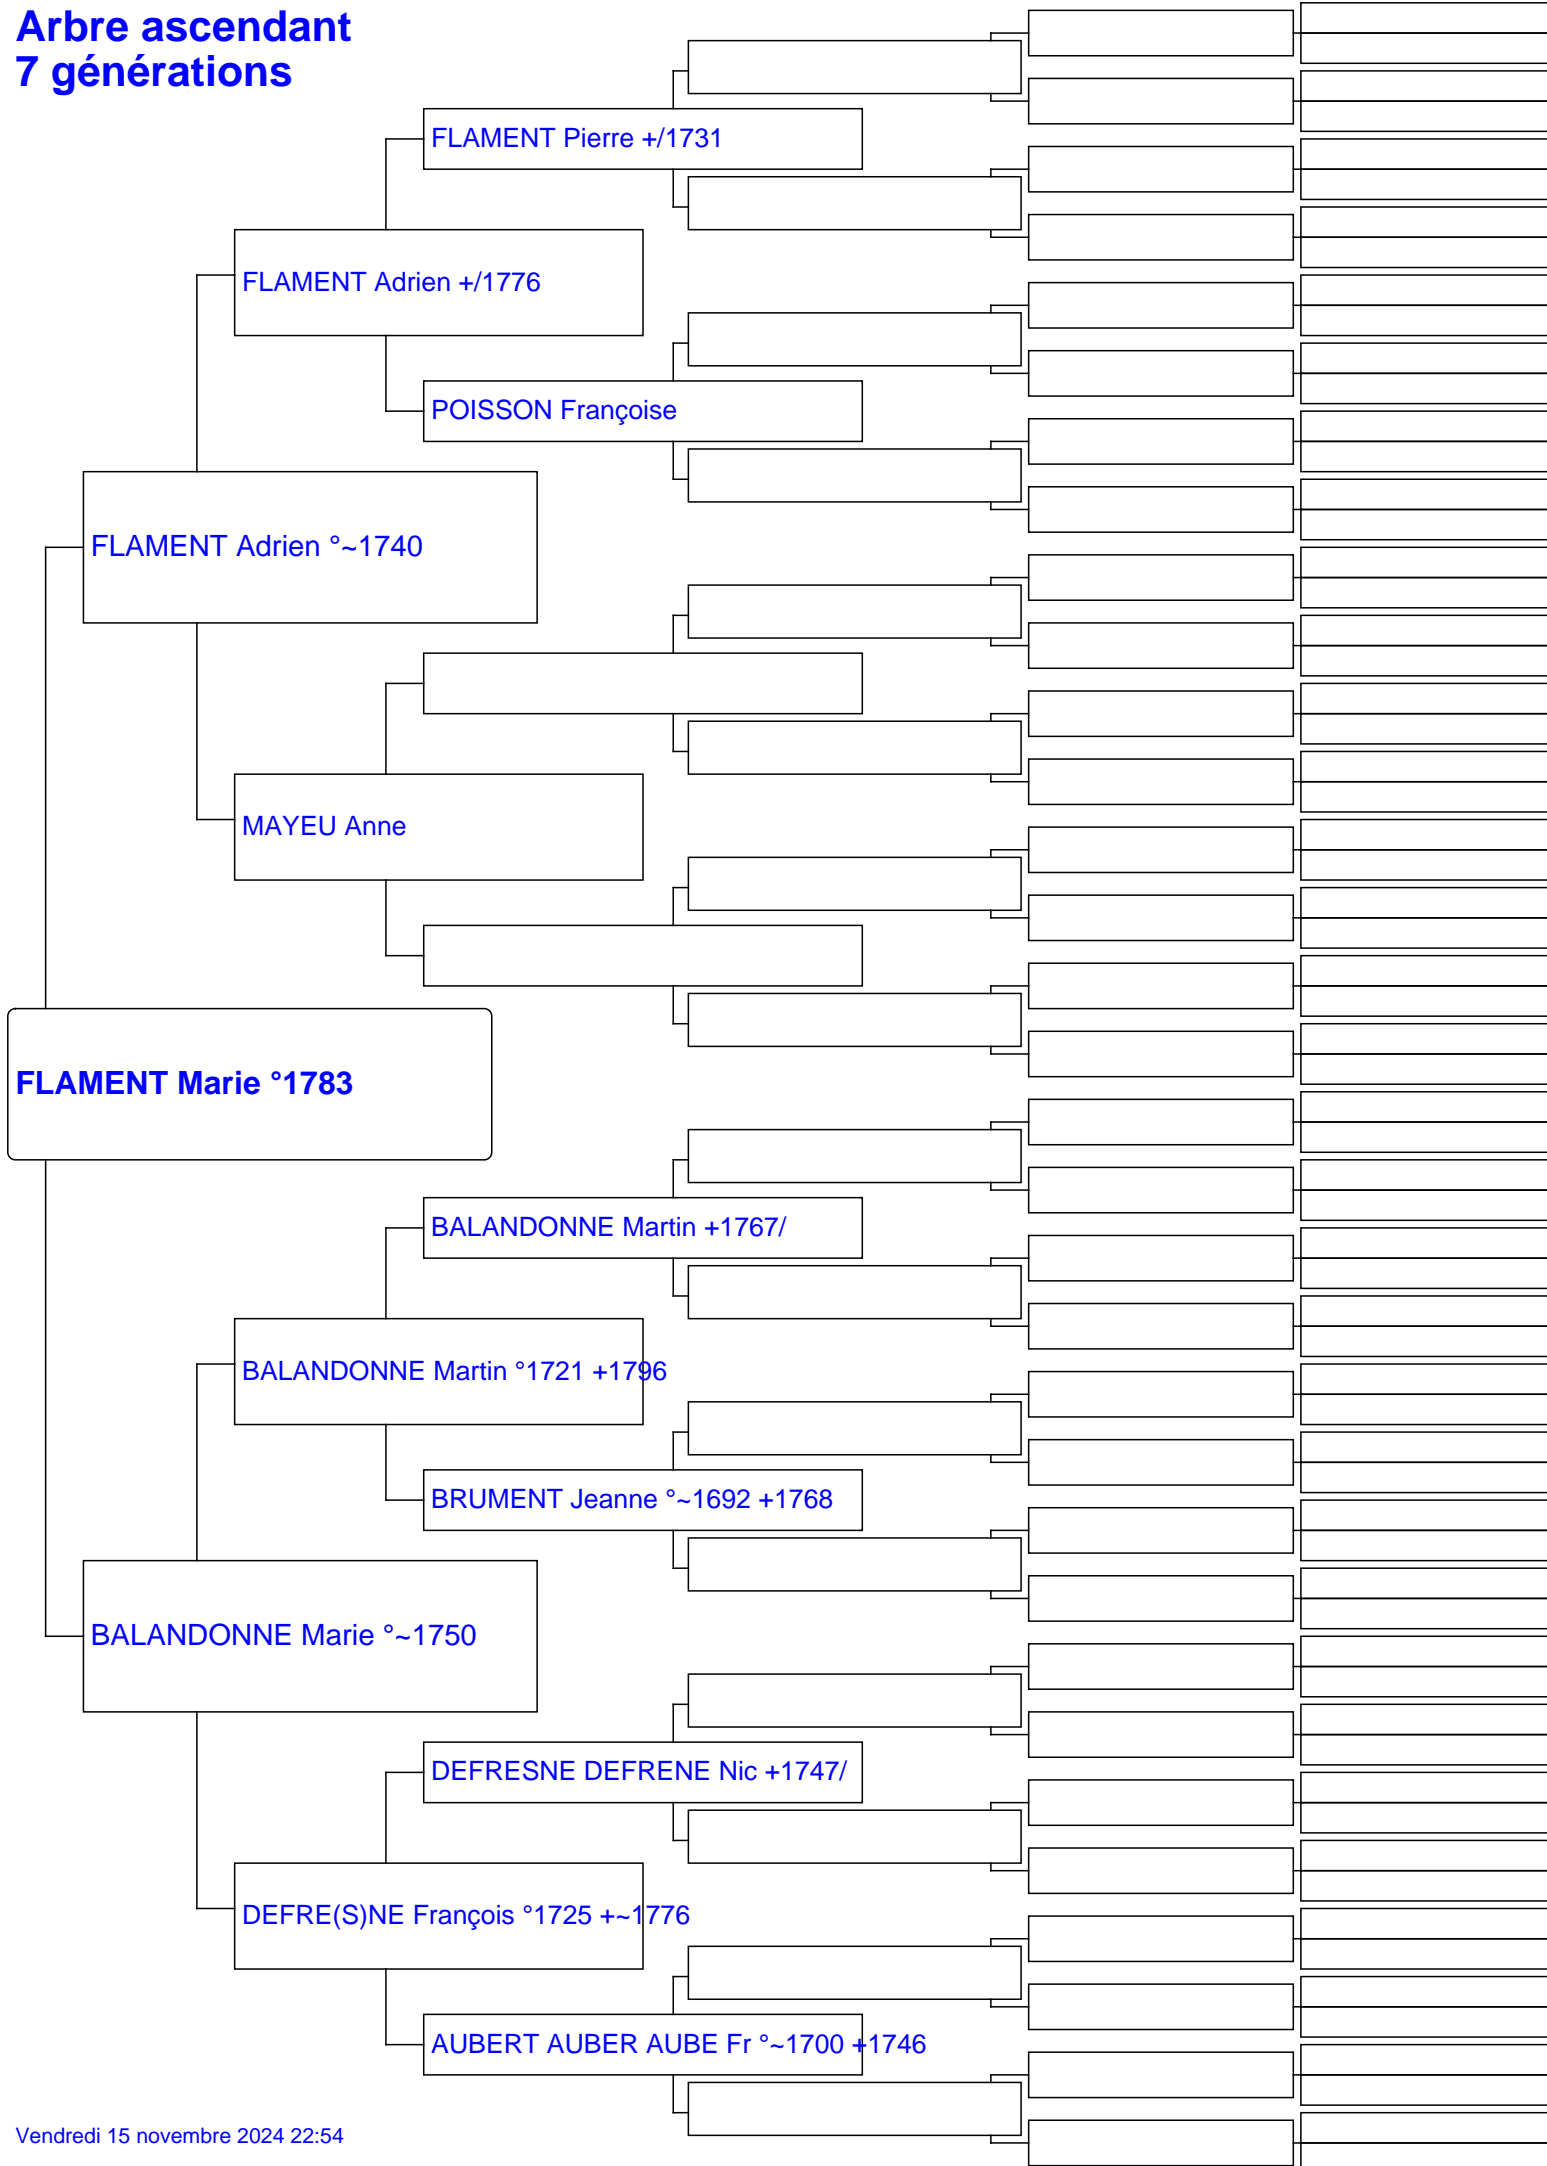 Arbre ascendant
7 générations
FLAMENT Pierre +/1731
FLAMENT Adrien +/1776
POISSON Françoise
FLAMENT Adrien °~1740
MAYEU Anne
FLAMENT Marie °1783
BALANDONNE Martin +1767/
BALANDONNE Martin °1721 +1796
BRUMENT Jeanne °~1692 +1768
BALANDONNE Marie °~1750
DEFRESNE DEFRENE Nic +1747/
DEFRE(S)NE François °1725 +~1776
AUBERT AUBER AUBE Fr °~1700 +1746
Vendredi 15 novembre 2024 22:54